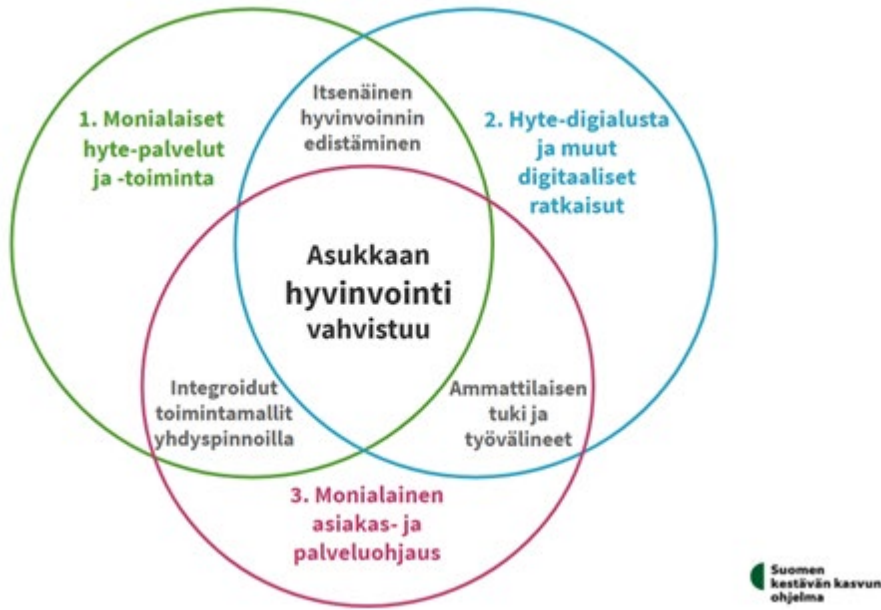 Itsenäinen
hyvinvoinnin
edistäminen
1. Monialaiset
hyte-palvelut
ja -toiminta
2. Hyte-digialusta
ja muut
digitaaliset
ratkaisut
Asukkaan
hyvinvointi
vahvistuu
Integroidut
toimintamallit
yhdyspinnoilla
Ammattilaisen
tuki ja
työvälineet
3. Monialainen
asiakas- ja
palveluohjaus
Suomen
kestävän kasvun
ohjelma